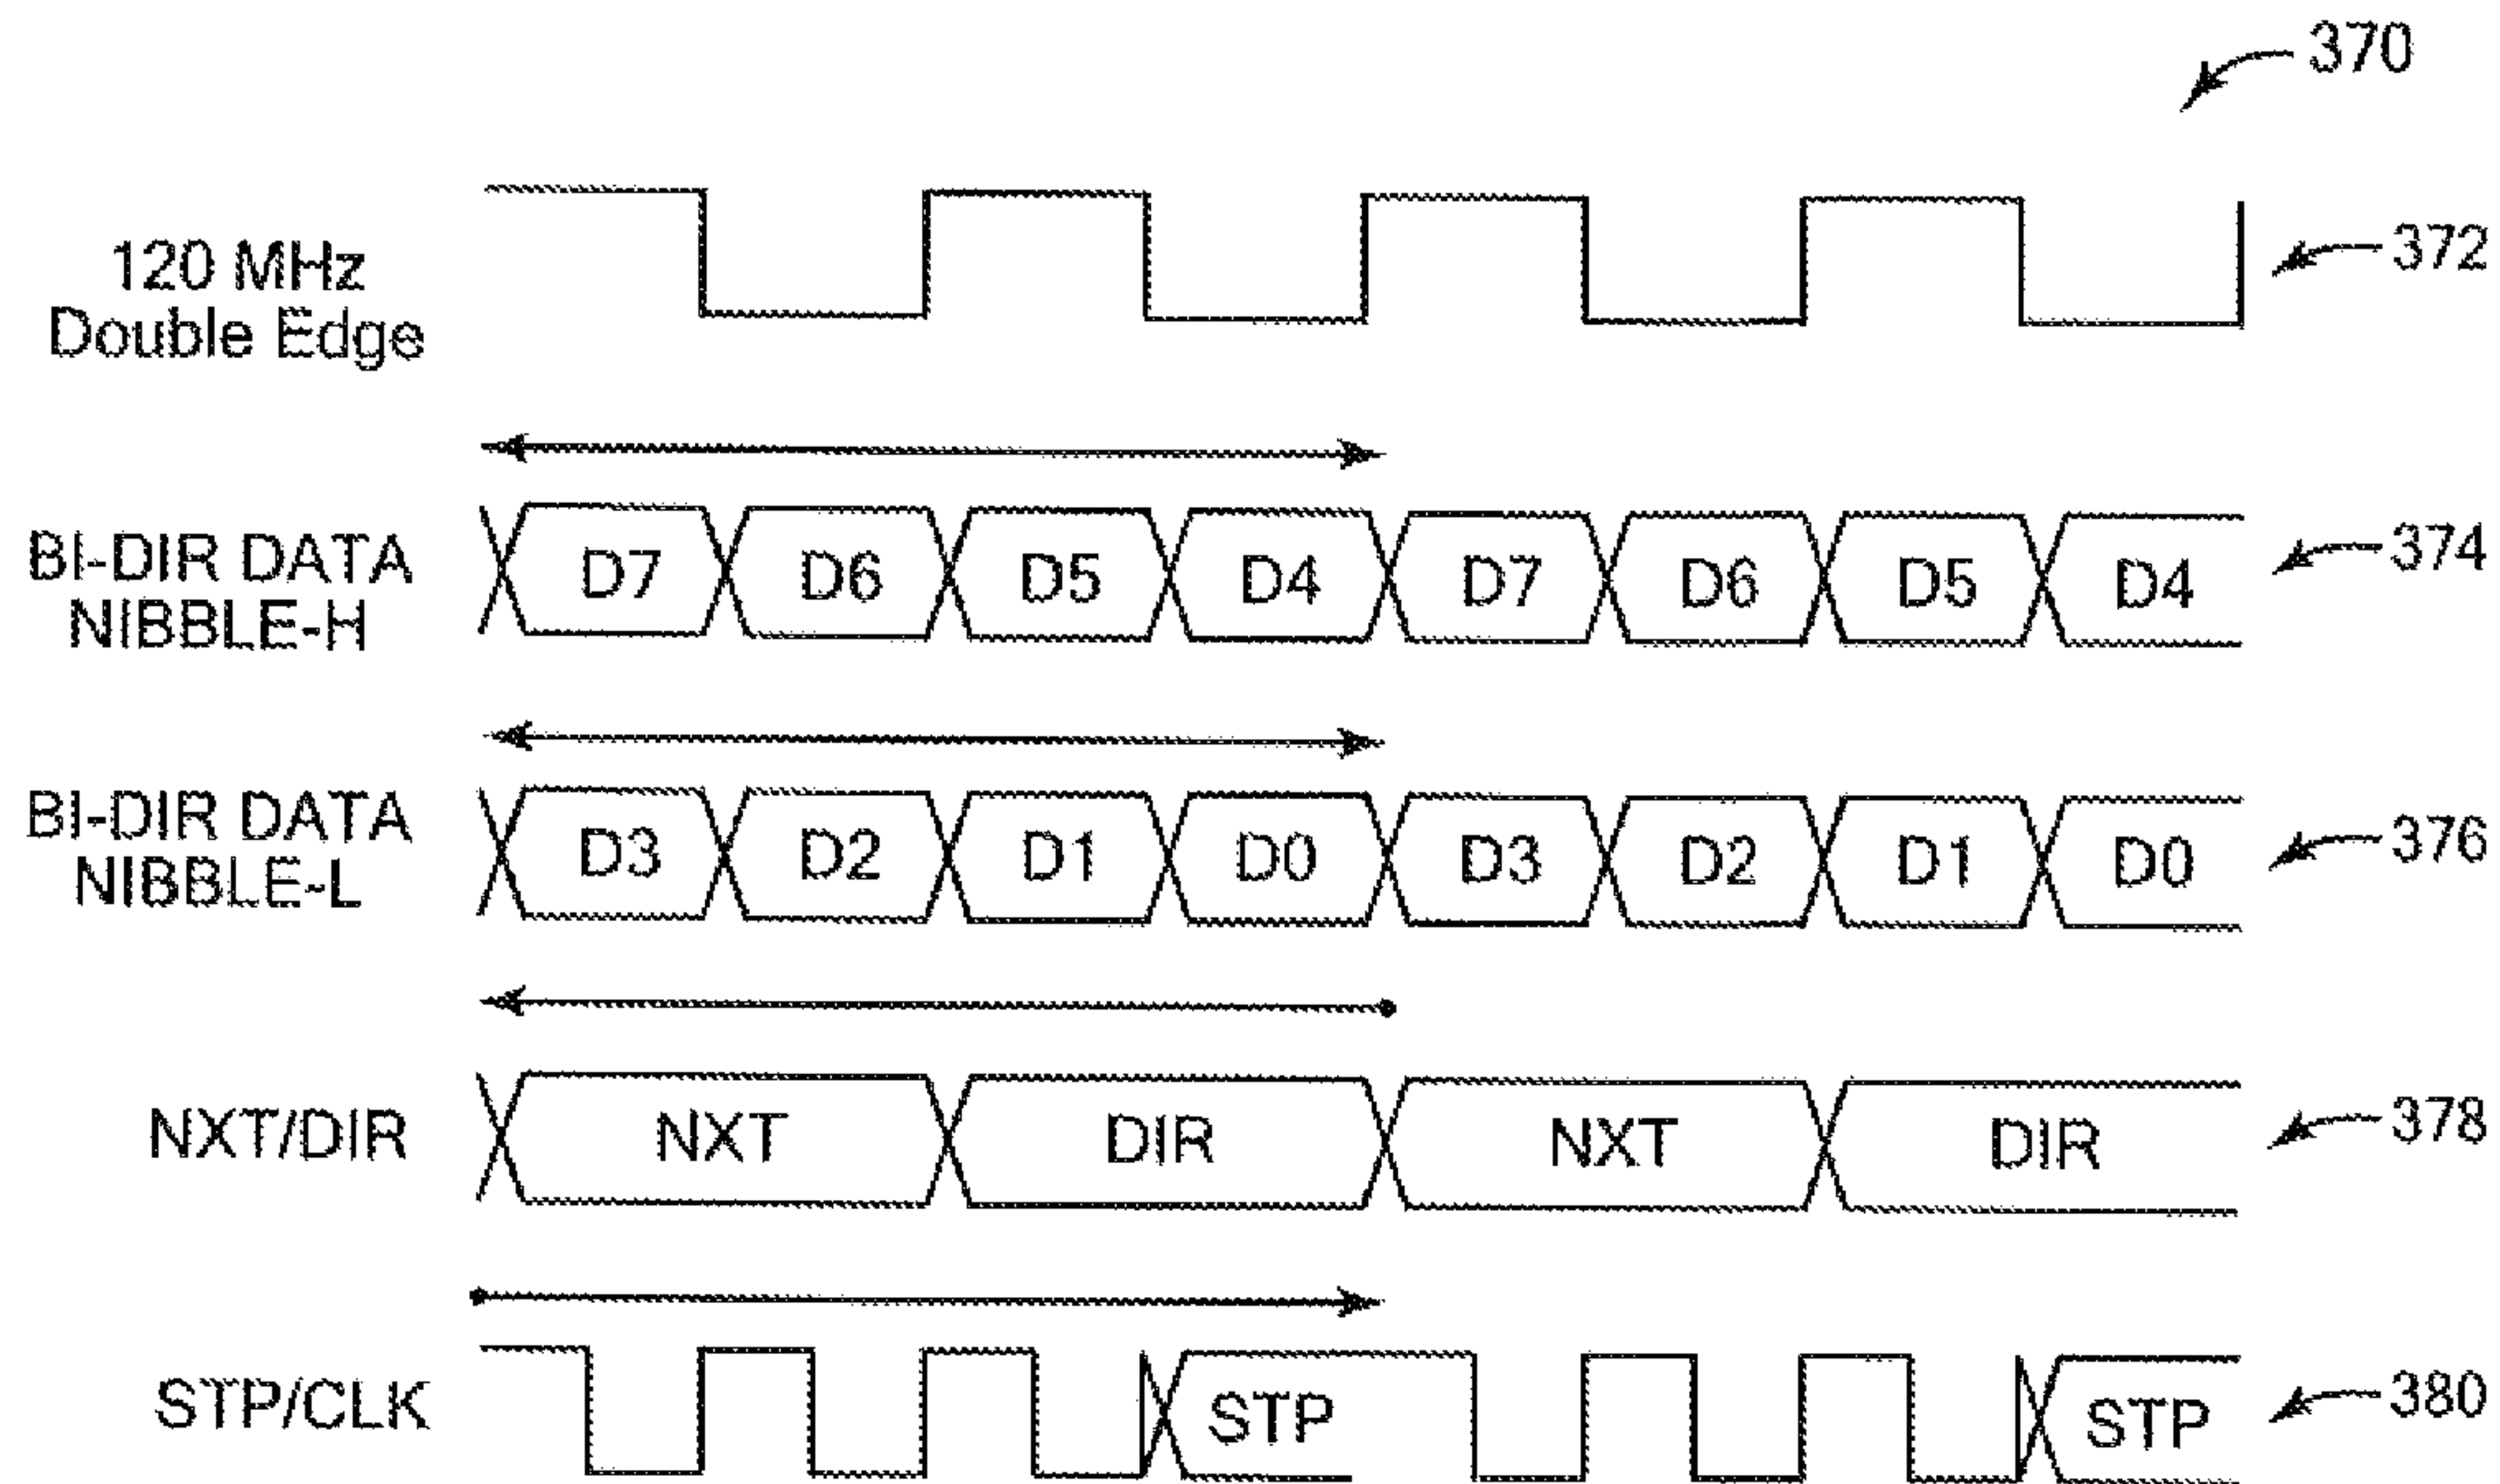 370
120 MHz
Double Edge
372
BI-DIR DATA
NIBBLE-H
D7 D6 D5 D4 D7 D6 D5 D4
374
BI-DIR DATA
NIBBLE-L
D3 D2 D1 D0 D3 D2 D1 D0
376
NXT/DIR
NXT DIR NXT DIR
378
STP/CLK
STP STP
380